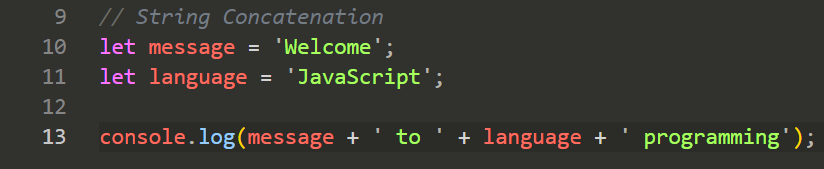 9 // String Concatenation
10 let message = 'Welcome';
11 let language = 'JavaScript';
12
13 console.log(message + ' to ' + language + ' programming');